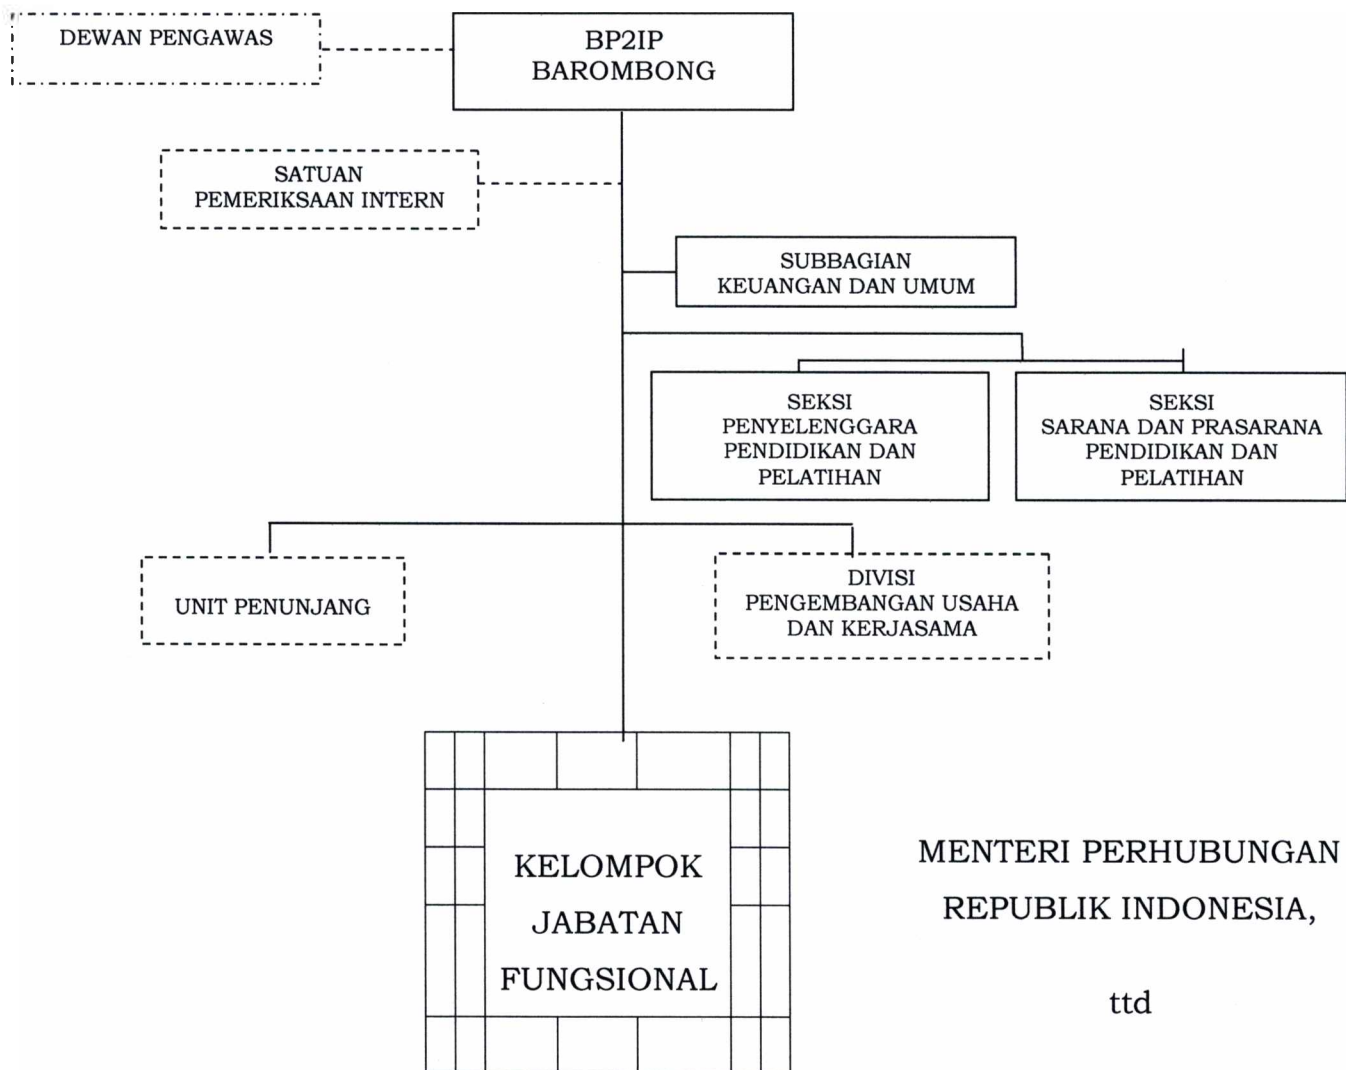 DEWAN PENGAWAS
BP2IP
BAROMBONG
SATUAN
PEMERIKSAAN INTERN
SUBBAGIAN
KEUANGAN DAN UMUM
SEKSI
PENYELENGGARA
PENDIDIKAN DAN
PELATIHAN
SEKSI
SARANA DAN PRASARANA
PENDIDIKAN DAN
PELATIHAN
UNIT PENUNJANG
DIVISI
PENGEMBANGAN USAHA
DAN KERJASAMA
KELOMPOK
JABATAN
FUNGSIONAL
MENTERI PERHUBUNGAN
REPUBLIK INDONESIA,
ttd